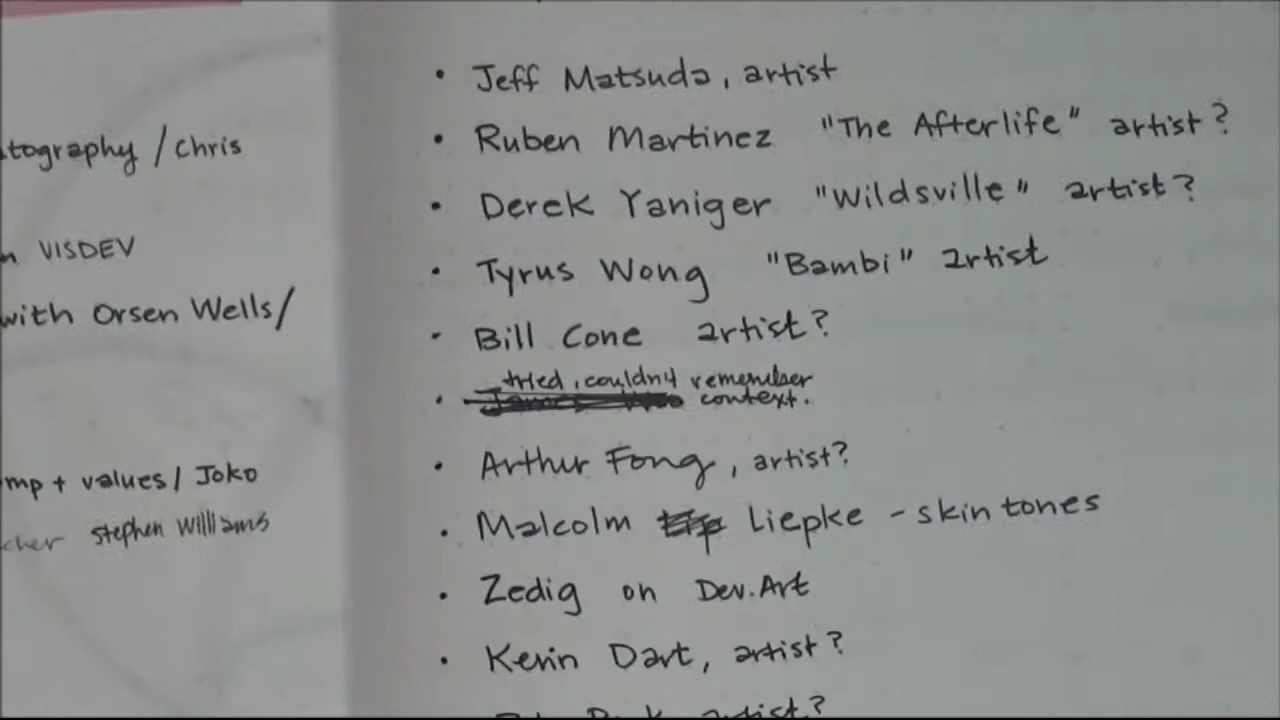 tography / Chris
VISDEV
with Orsen Wells/
mp + values / Joko
cher stephen Williams
• Jeff Matsuda, artist
• Ruben Martinez "The Afterlife" artist?
• Derek Yaniger "Wildsville" artist?
• Tyrus Wong "Bambi" artist
• Bill Cone artist?
tried, couldn't remember
• context.
• Arthur Fong, artist?
• Malcolm Liepke - skin tones
• Zedig on Dev.Art
• Kevin Dart, artist?
artist?